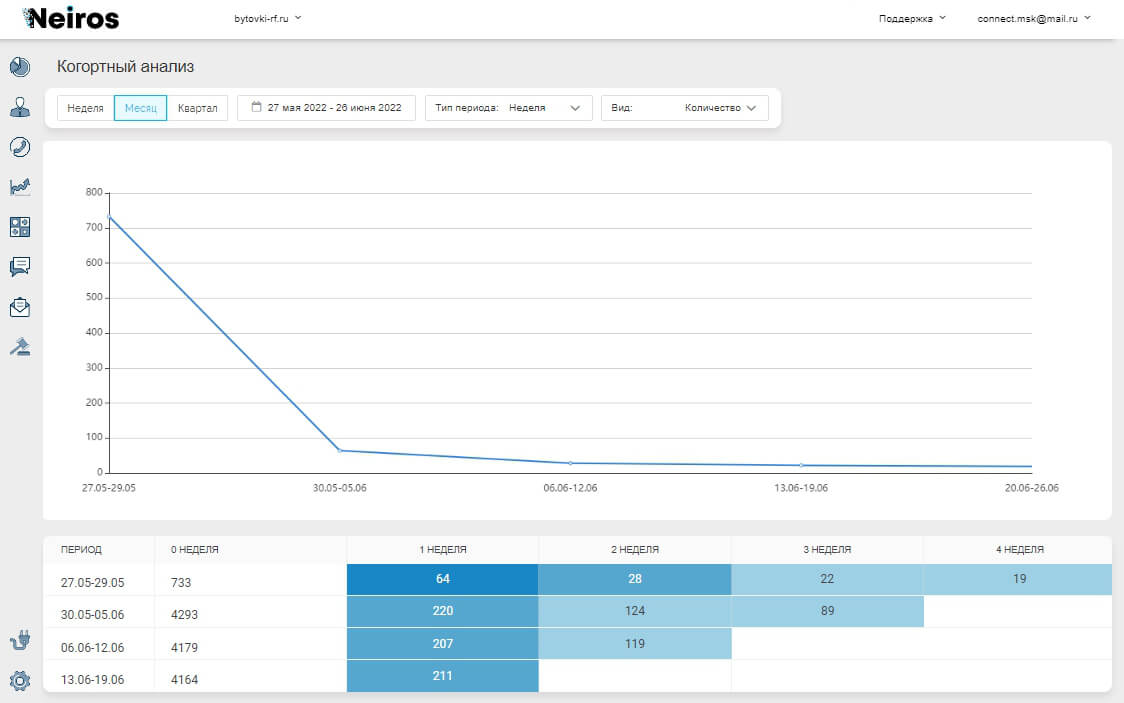 Neiros
bytovki-rf.ru
Поддержка
connect.msk@mail.ru
Когортный анализ
Неделя Месяц Квартал 27 мая 2022 - 26 июня 2022 Тип периода: Неделя Вид: Количество
800
700
600
500
400
300
200
100
0
27.05-29.05 30.05-05.06 06.06-12.06 13.06-19.06 20.06-26.06
ПЕРИОД 0 НЕДЕЛЯ 1 НЕДЕЛЯ 2 НЕДЕЛЯ 3 НЕДЕЛЯ 4 НЕДЕЛЯ
27.05-29.05 733 64 28 22 19
30.05-05.06 4293 220 124 89
06.06-12.06 4179 207 119
13.06-19.06 4164 211